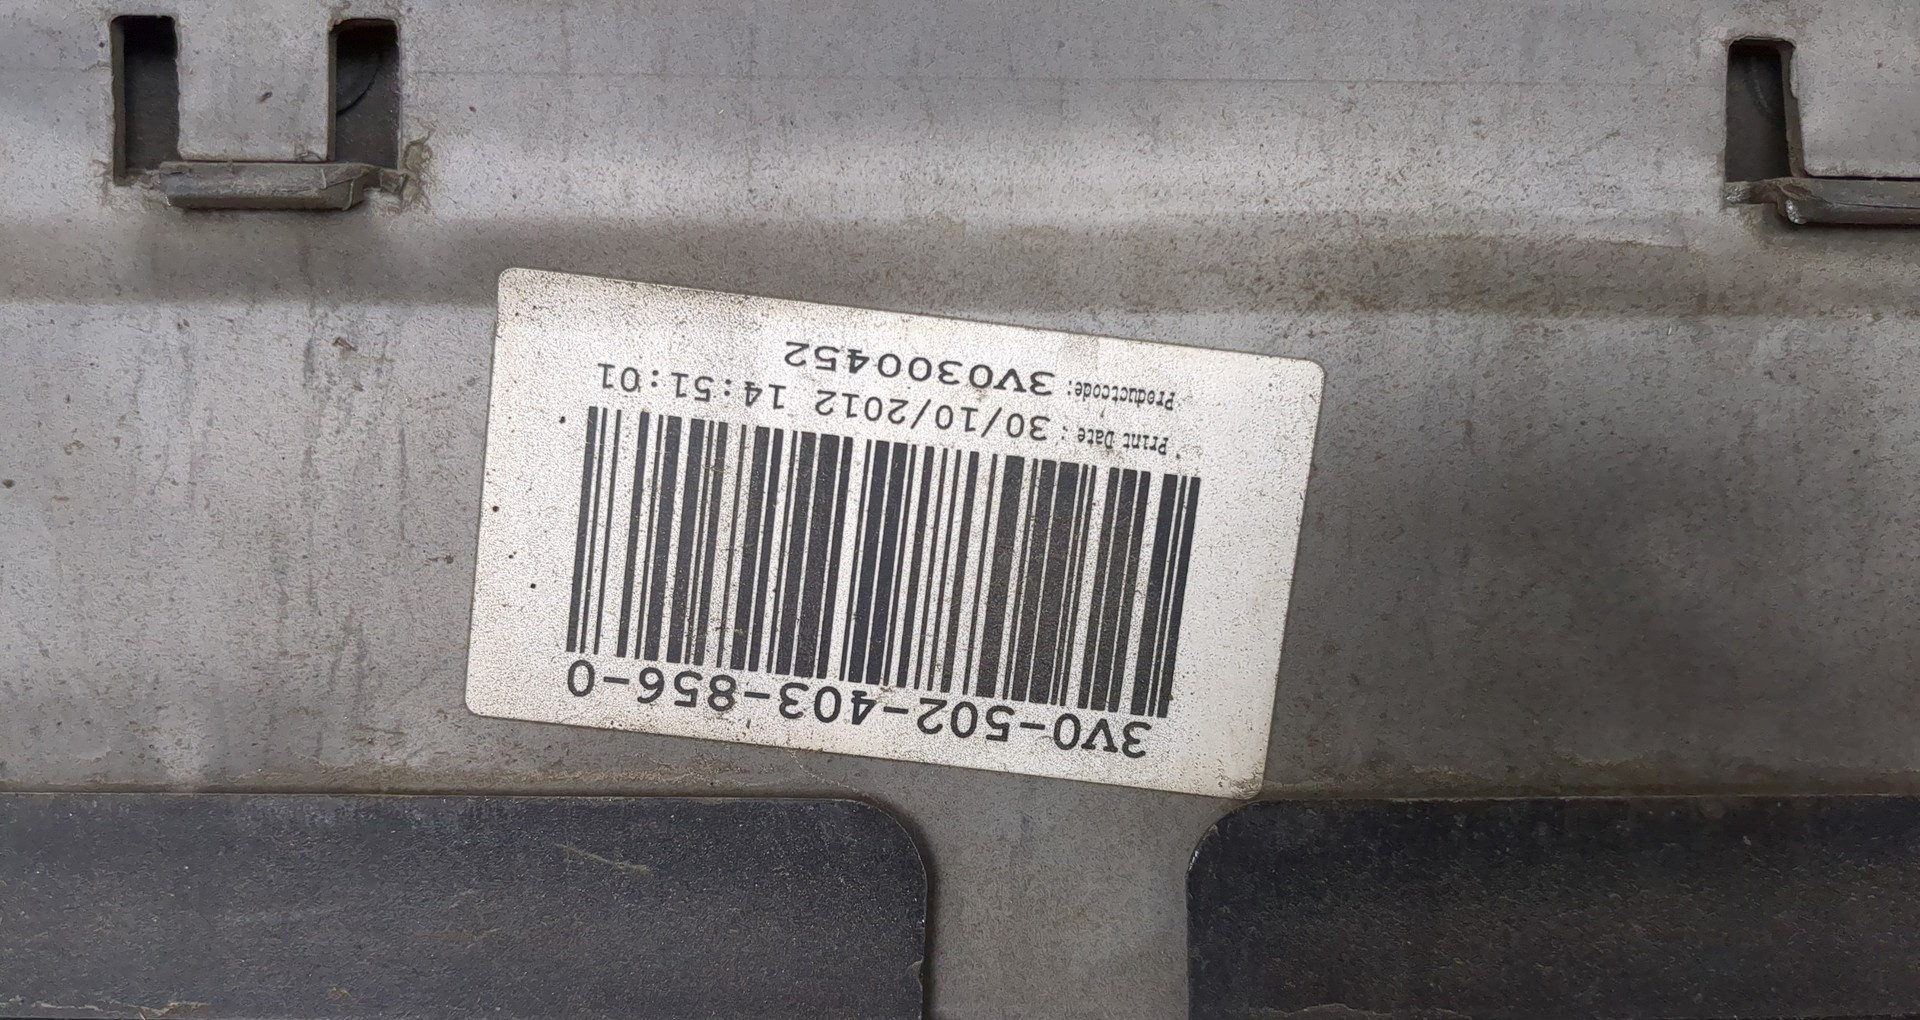 3V0-502-403-856-0
Print Date : 30/10/2012 14:51:01
Productcode: 3V0300452